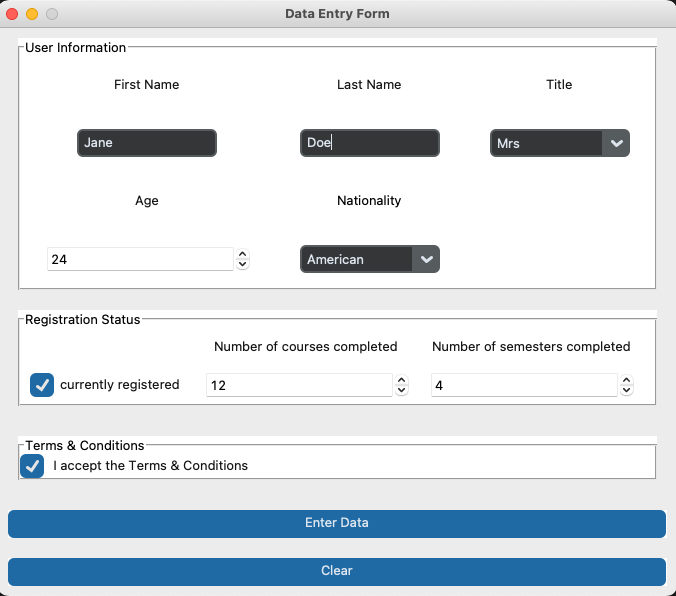 Data Entry Form
User Information
First Name Last Name Title
Jane Doe Mrs
Age Nationality
24 American
Registration Status
Number of courses completed Number of semesters completed
currently registered 12 4
Terms & Conditions
I accept the Terms & Conditions
Enter Data
Clear